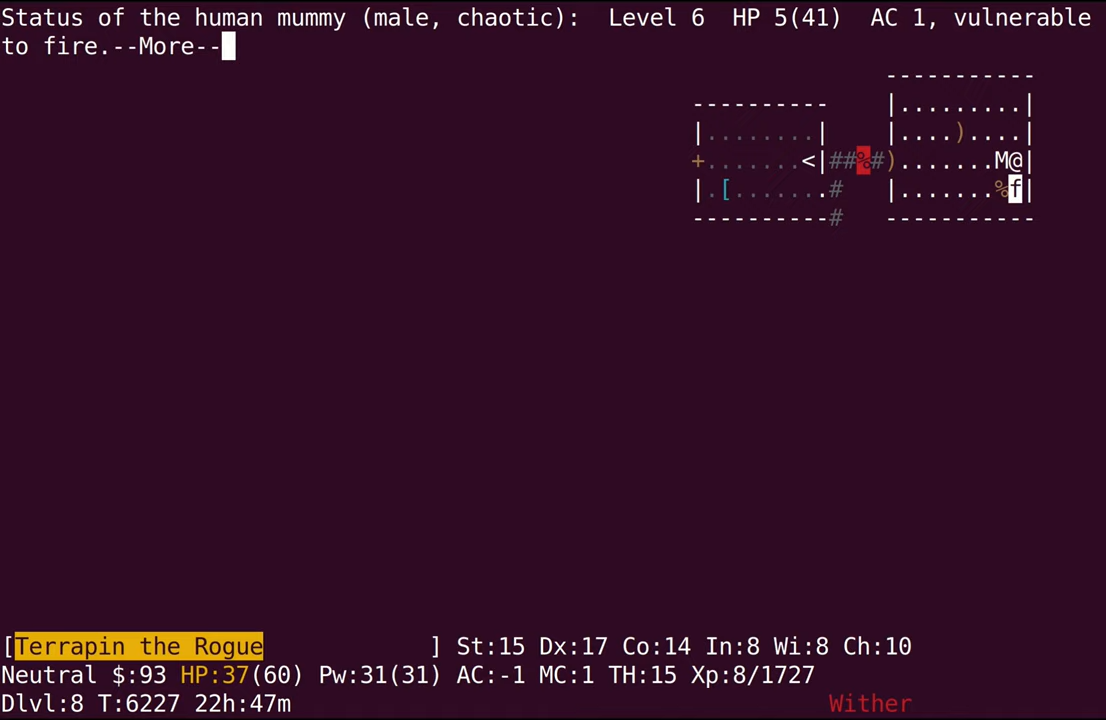 Status of the human mummy (male, chaotic):  Level 6  HP 5(41)  AC 1, vulnerable
to fire.--More--
                                                                -----------
                                                  ----------    |.........|
                                                  |........|    |....)....|
                                                  +.......<|##%#).......M@|
                                                  |.[.......#   |.......%f|
                                                  ----------#   -----------
[Terrapin the Rogue            ] St:15 Dx:17 Co:14 In:8 Wi:8 Ch:10
Neutral $:93 HP:37(60) Pw:31(31) AC:-1 MC:1 TH:15 Xp:8/1727
Dlvl:8 T:6227 22h:47m                                       Wither